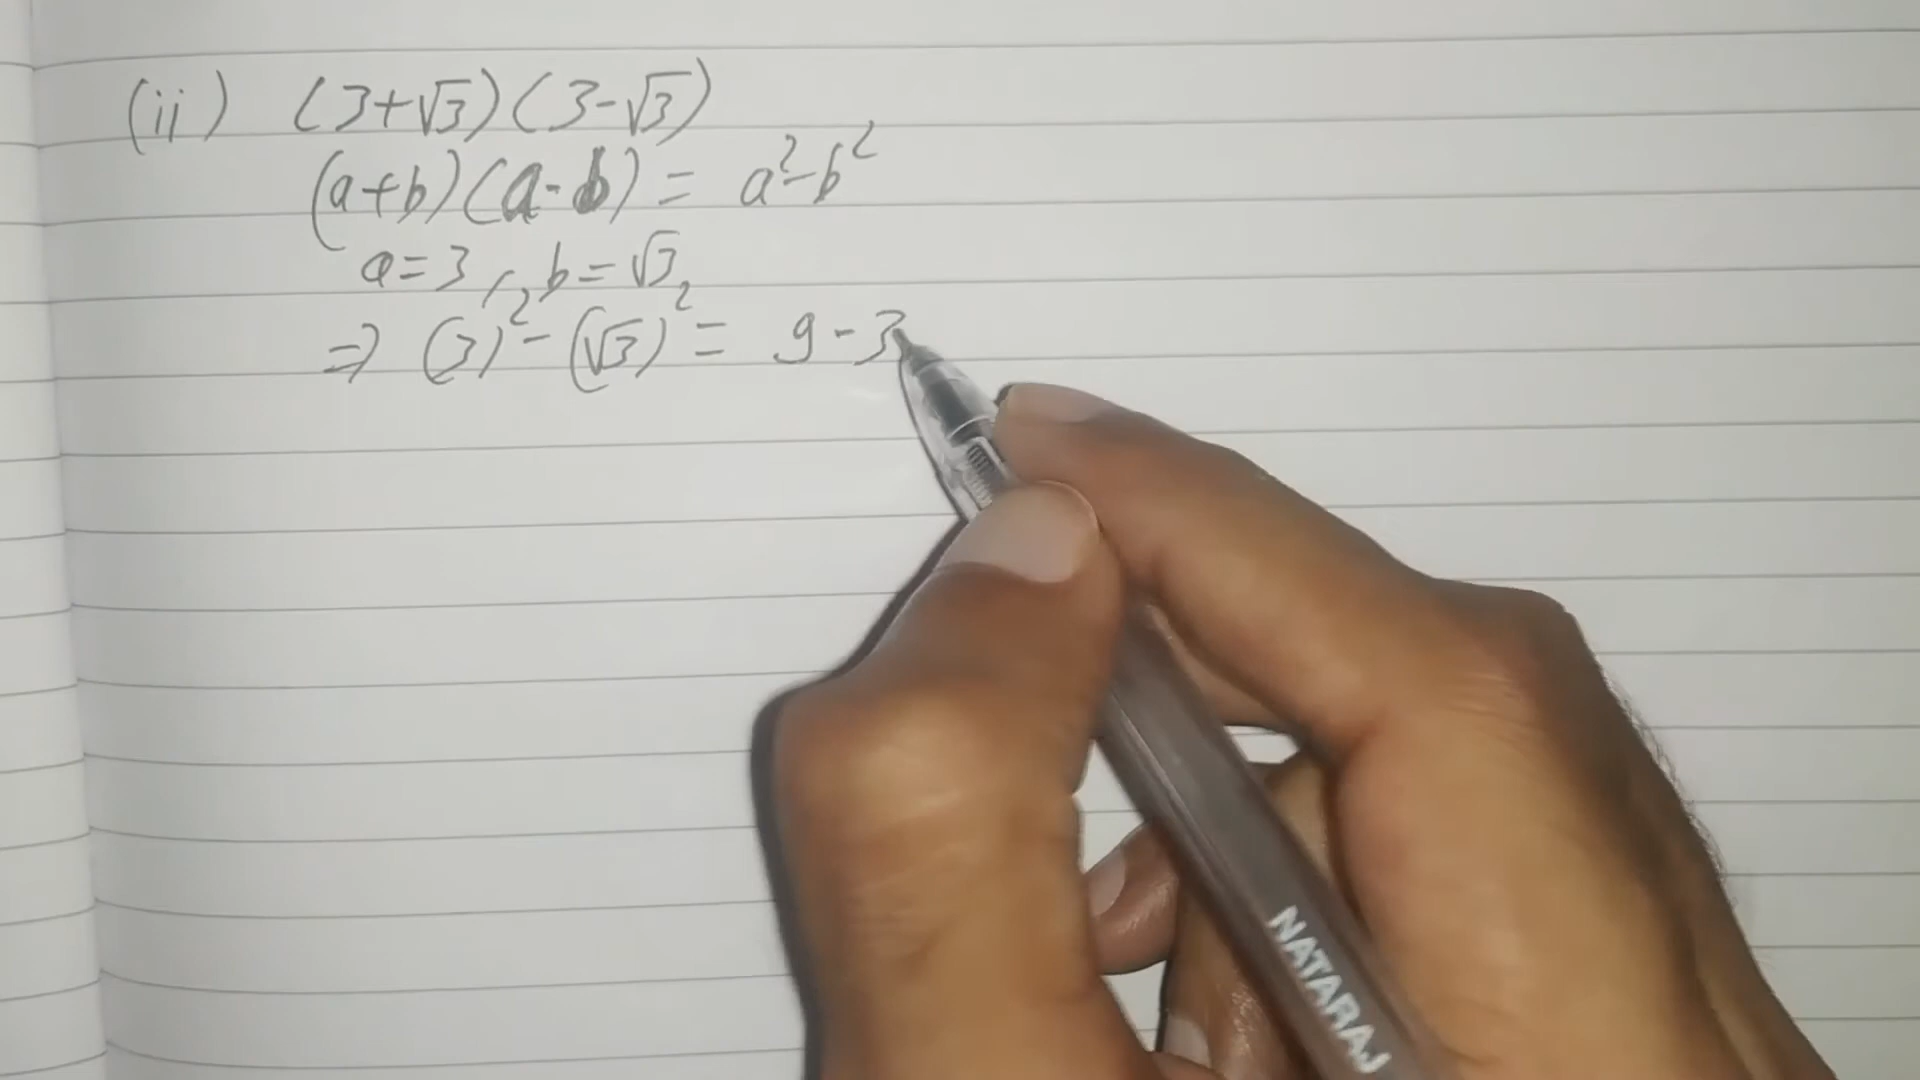 (ii) (3+√3)(3-√3)
(a+b)(a-b) = a²-b²
a=3, b=√3
⇒ (3)² - (√3)² = 9-3
NATARAJ